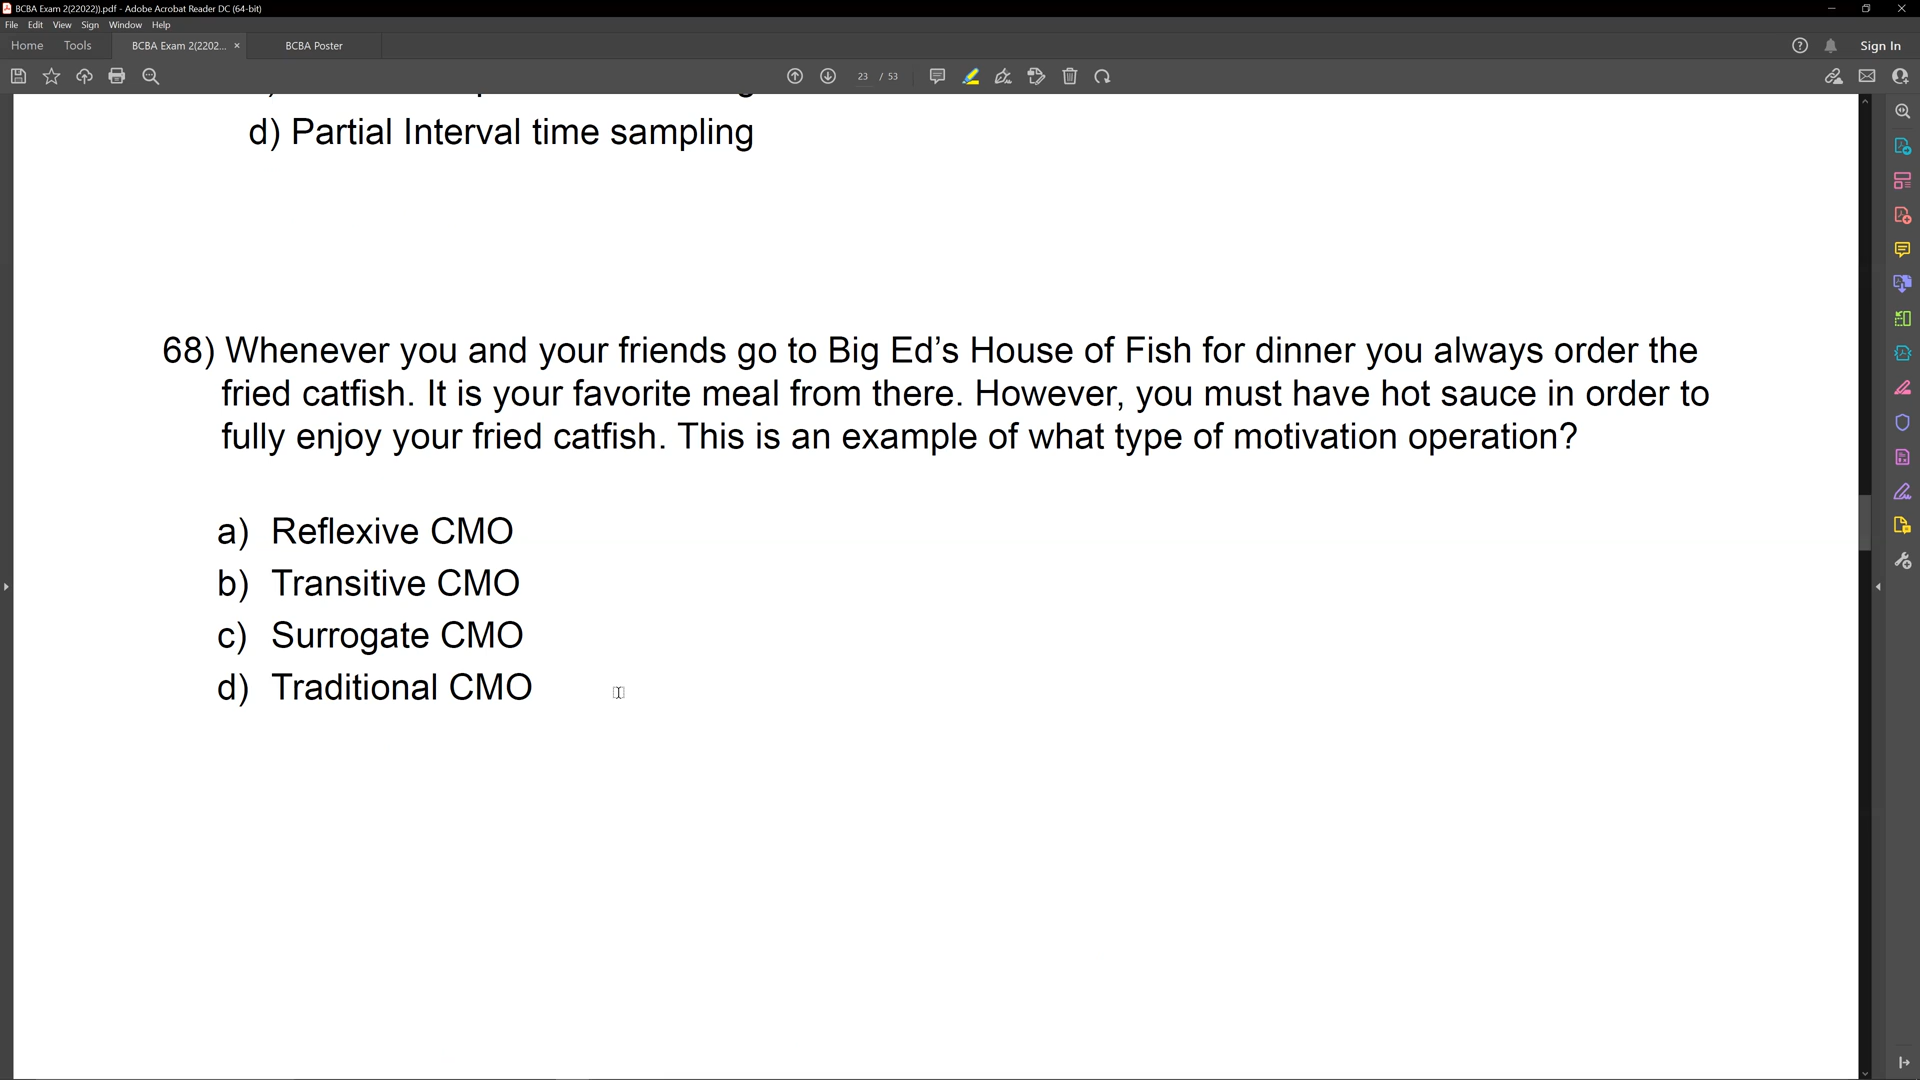 BCBA Exam 2(22022)).pdf - Adobe Acrobat Reader DC (64-bit)
File Edit View Sign Window Help
Home Tools BCBA Exam 2(2202... × BCBA Poster Sign In
23 / 53
d) Partial Interval time sampling
68) Whenever you and your friends go to Big Ed’s House of Fish for dinner you always order the
fried catfish. It is your favorite meal from there. However, you must have hot sauce in order to
fully enjoy your fried catfish. This is an example of what type of motivation operation?
a) Reflexive CMO
b) Transitive CMO
c) Surrogate CMO
d) Traditional CMO